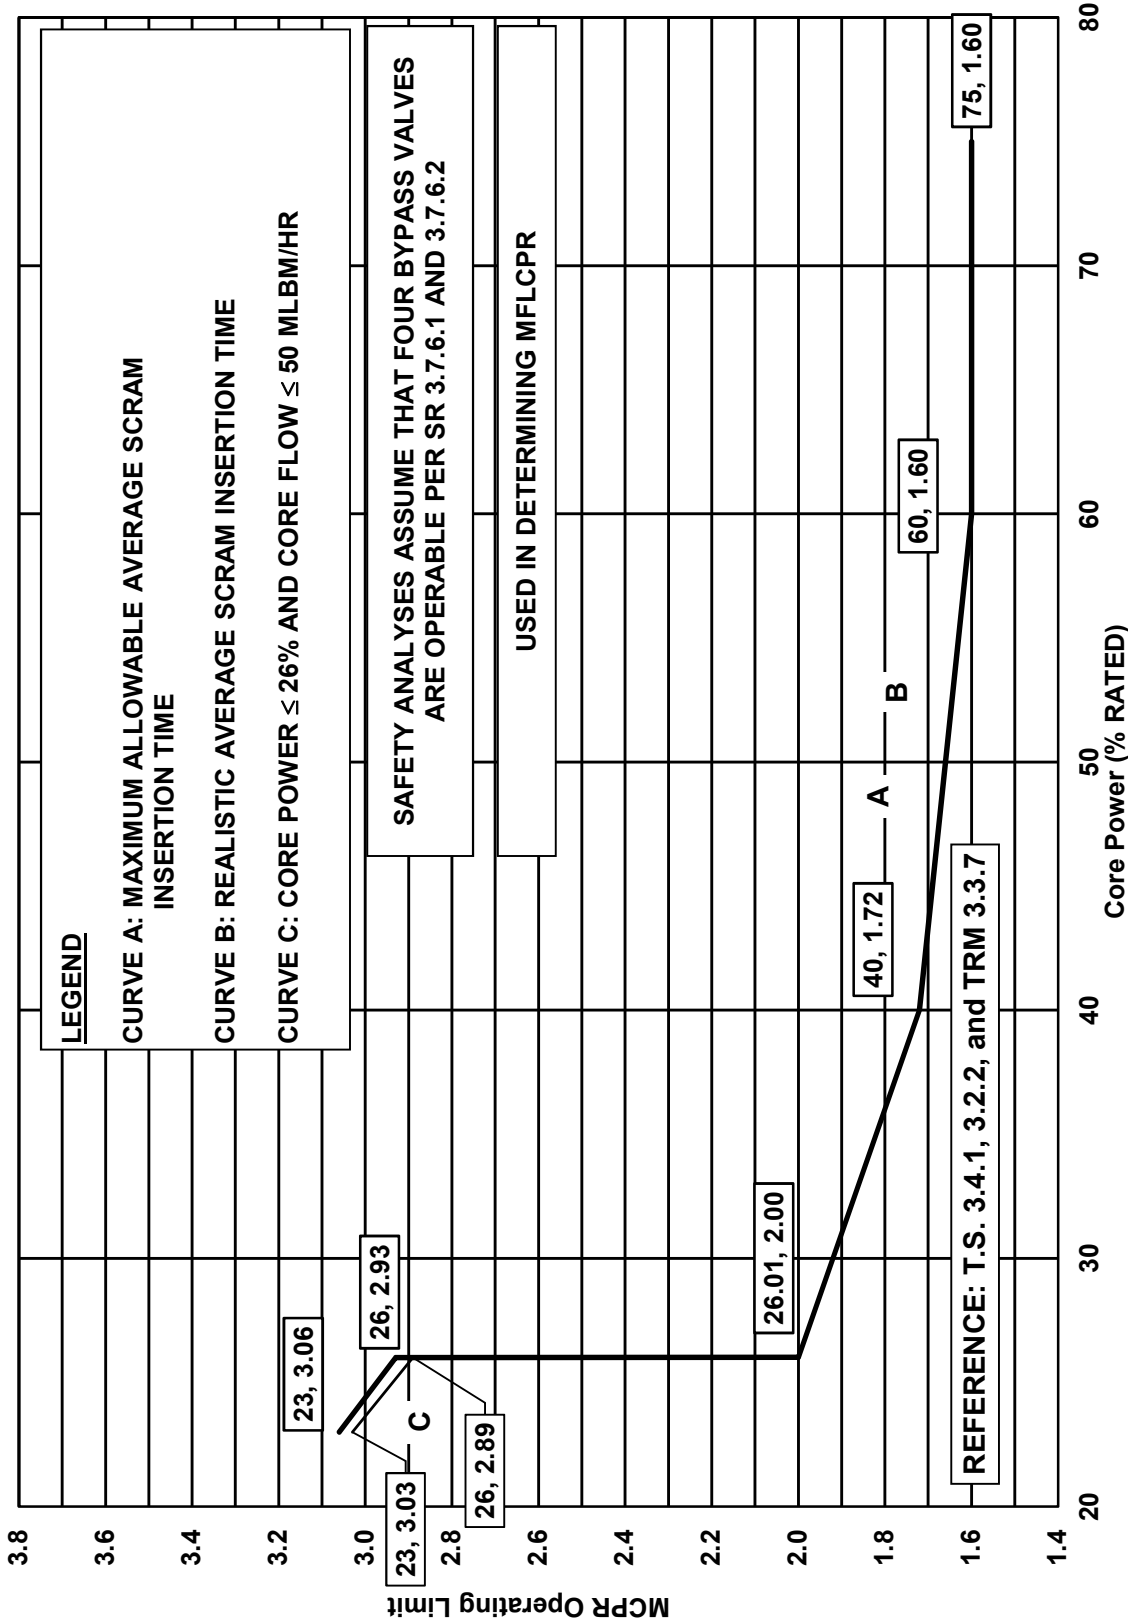 LEGEND
CURVE A: MAXIMUM ALLOWABLE AVERAGE SCRAM
INSERTION TIME
CURVE B: REALISTIC AVERAGE SCRAM INSERTION TIME
CURVE C: CORE POWER ≤ 26% AND CORE FLOW ≤ 50 MLBM/HR
SAFETY ANALYSES ASSUME THAT FOUR BYPASS VALVES
ARE OPERABLE PER SR 3.7.6.1 AND 3.7.6.2
USED IN DETERMINING MFLCPR
MCPR Operating Limit
3.8
3.6
3.4
3.2
3.0
2.8
2.6
2.4
2.2
2.0
1.8
1.6
1.4
23, 3.06
26, 2.93
23, 3.03
C
26, 2.89
26.01, 2.00
40, 1.72
A
B
60, 1.60
75, 1.60
REFERENCE: T.S. 3.4.1, 3.2.2, and TRM 3.3.7
20
30
40
50
60
70
80
Core Power (% RATED)